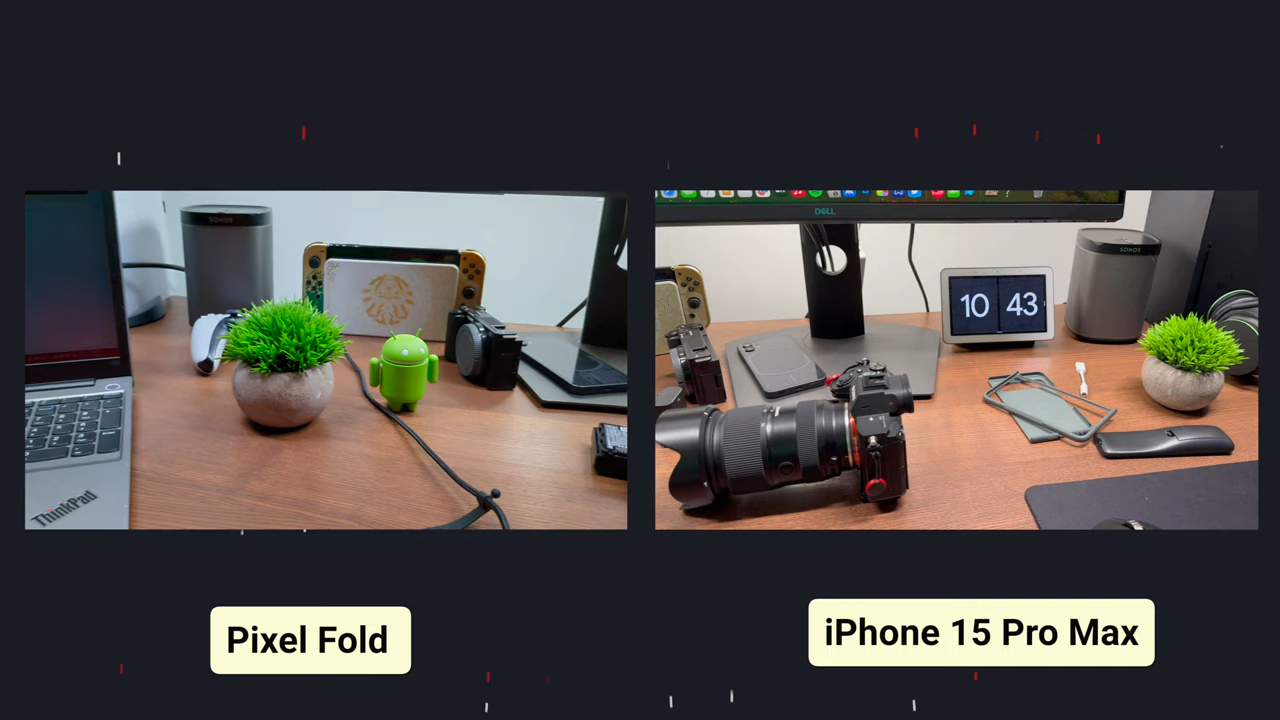 SONOS
ThinkPad
DELL
10 43
SONOS
Pixel Fold
iPhone 15 Pro Max